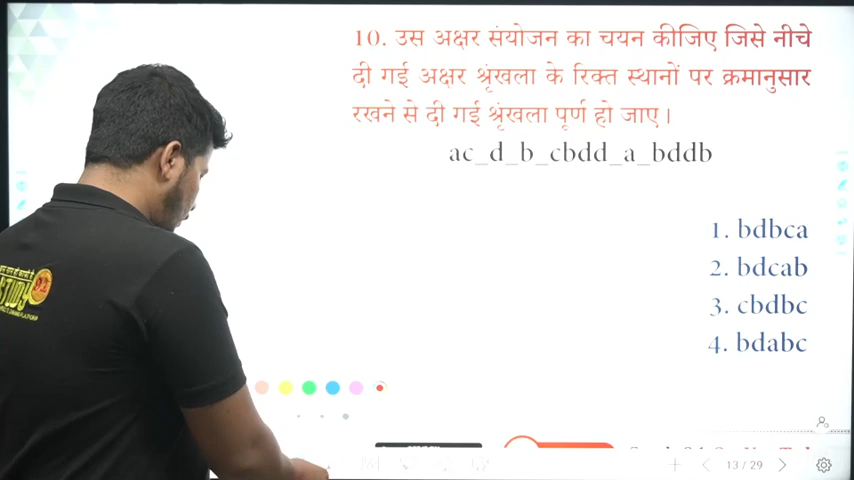 10. उस अक्षर संयोजन का चयन कीजिए जिसे नीचे
दी गई अक्षर श्रृंखला के रिक्त स्थानों पर क्रमानुसार
रखने से दी गई श्रृंखला पूर्ण हो जाए।
ac_d_b_cbdd_a_bddb
1. bdbca
2. bdcab
3. cbdbc
4. bdabc
13 / 29